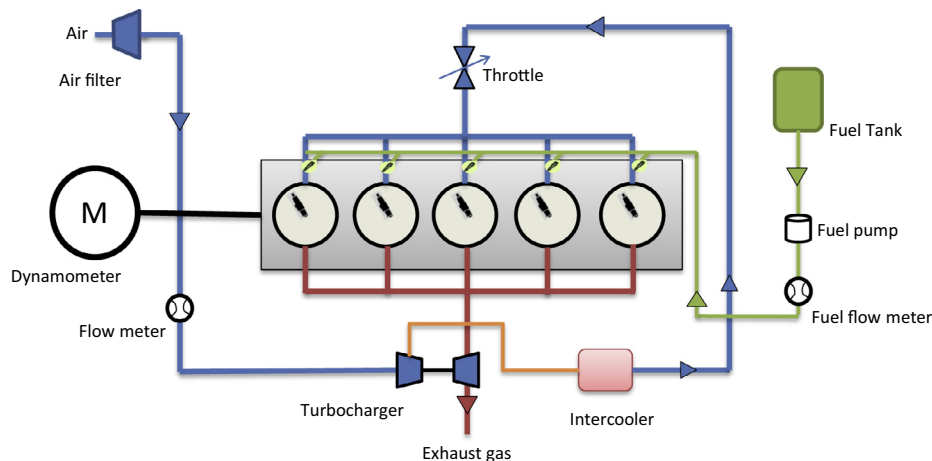 Air
Air filter
Throttle
Fuel Tank
M
Dynamometer
Fuel pump
Flow meter
Fuel flow meter
Turbocharger
Intercooler
Exhaust gas